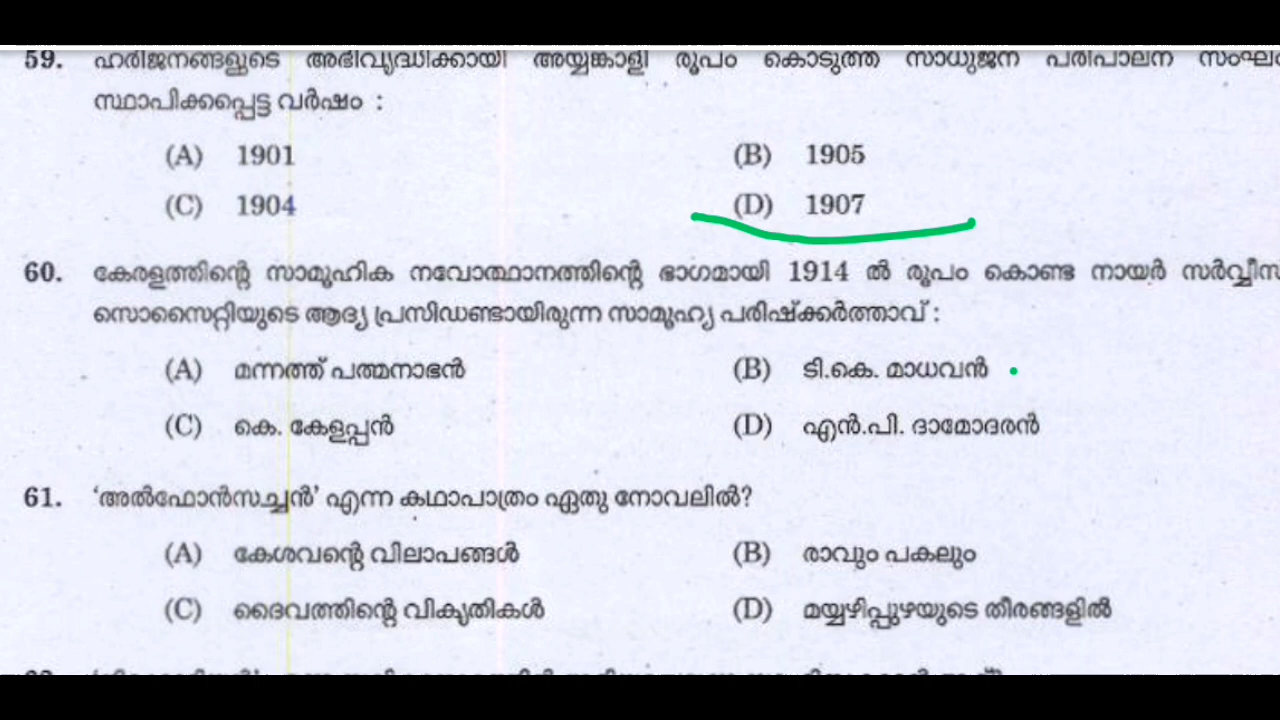 59. ഹരിജനങ്ങളുടെ അഭിവൃദ്ധിക്കായി അയ്യങ്കാളി രൂപം കൊടുത്ത സാധുജന പരിപാലന സംഘം
സ്ഥാപിക്കപ്പെട്ട വർഷം :
(A) 1901 (B) 1905
(C) 1904 (D) 1907
60. കേരളത്തിന്റെ സാമൂഹിക നവോത്ഥാനത്തിന്റെ ഭാഗമായി 1914 ൽ രൂപം കൊണ്ട നായർ സർവ്വീസ്
സൊസൈറ്റിയുടെ ആദ്യ പ്രസിഡണ്ടായിരുന്ന സാമൂഹ്യ പരിഷ്ക്കർത്താവ് :
(A) മന്നത്ത് പത്മനാഭൻ (B) ടി.കെ. മാധവൻ
(C) കെ. കേളപ്പൻ (D) എൻ.പി. ദാമോദരൻ
61. ‘അൽഫോൻസച്ചൻ’ എന്ന കഥാപാത്രം ഏതു നോവലിൽ?
(A) കേശവന്റെ വിലാപങ്ങൾ (B) രാവും പകലും
(C) ദൈവത്തിന്റെ വികൃതികൾ (D) മയ്യഴിപ്പുഴയുടെ തീരങ്ങളിൽ